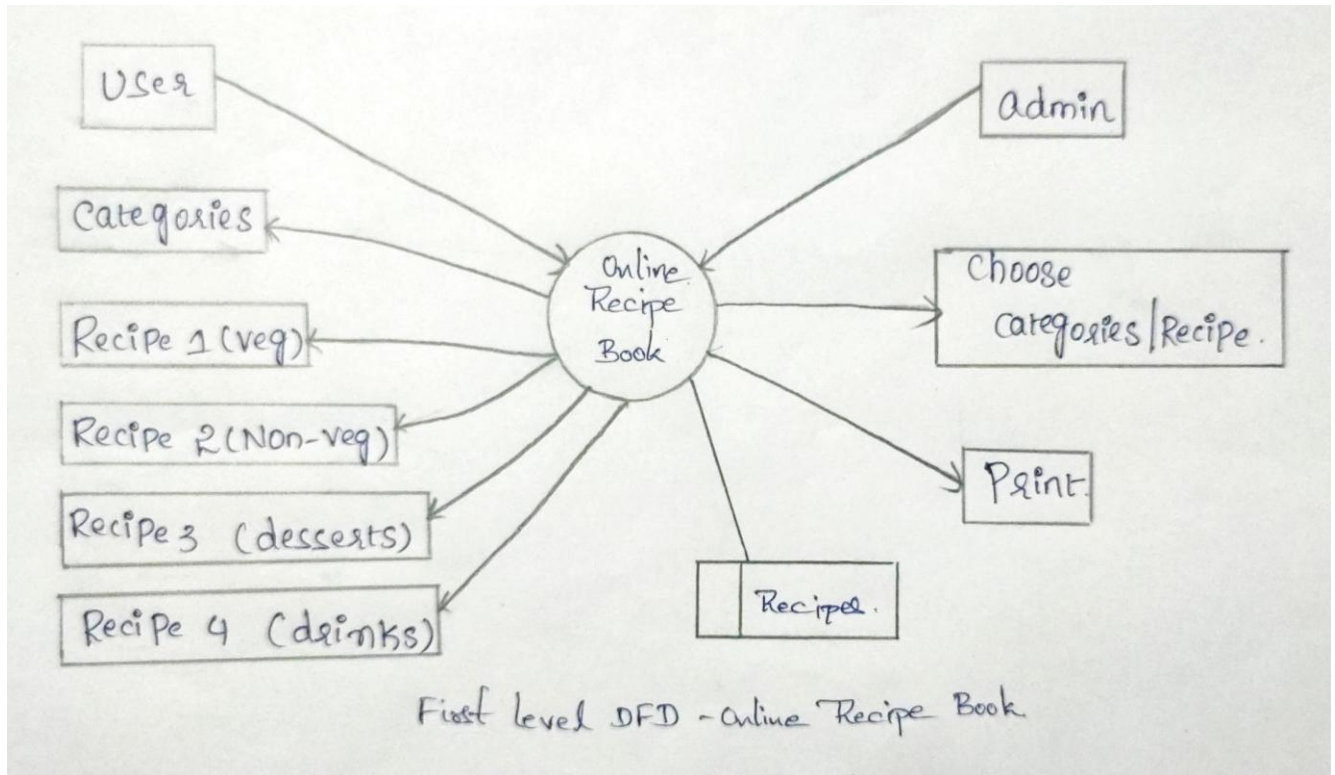 User
admin
Categories
Online
Recipe
Book
Choose
categories/Recipe.
Recipe 1 (veg)
Recipe 2 (Non-veg)
Print.
Recipe 3 (desserts)
Recipes.
Recipe 4 (drinks)
First level DFD - Online Recipe Book